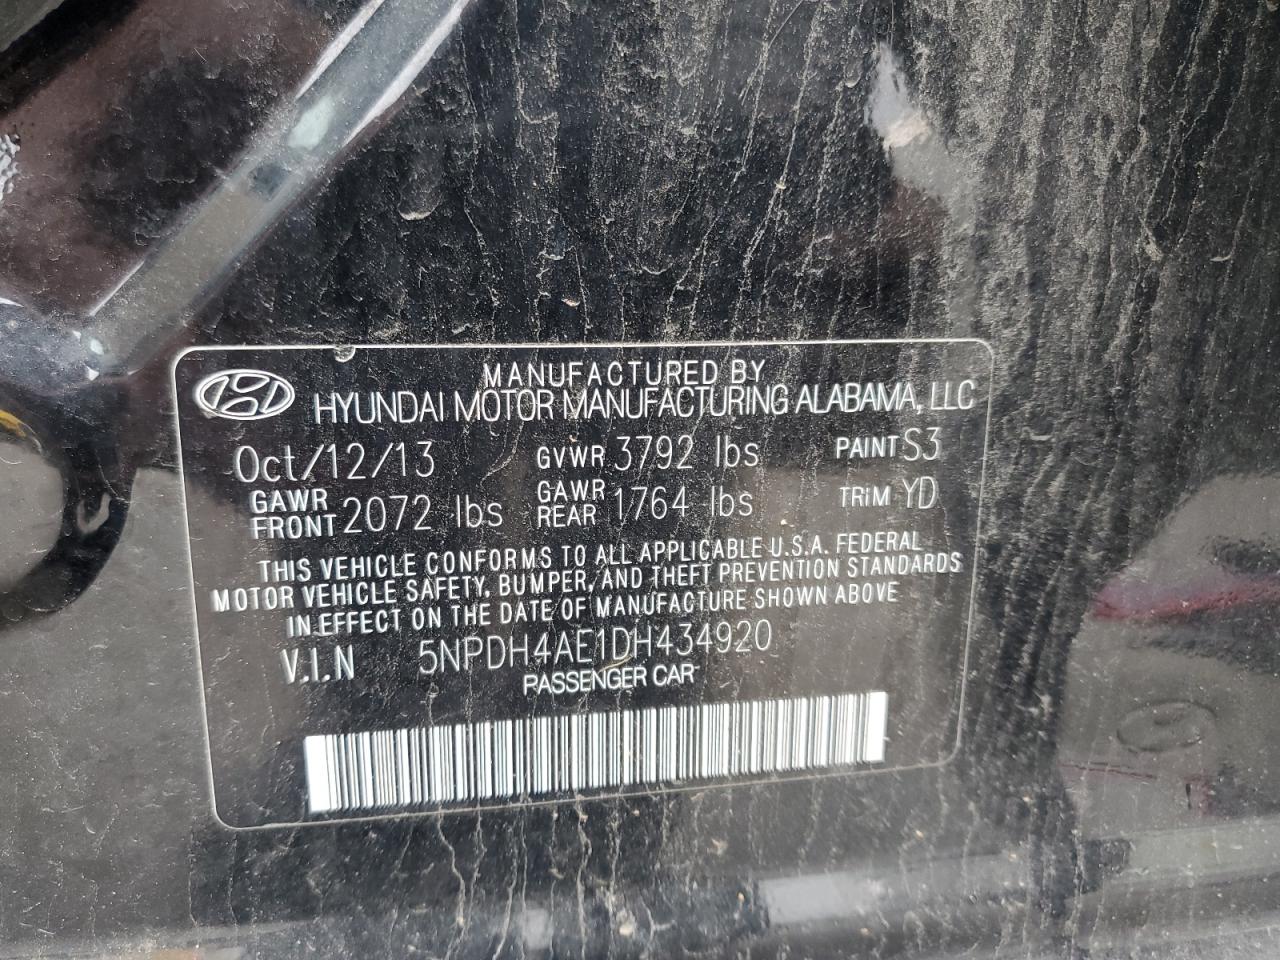 MANUFACTURED BY
HYUNDAI MOTOR MANUFACTURING ALABAMA, LLC
Oct/12/13 GVWR 3792 lbs PAINT S3
GAWR FRONT 2072 lbs GAWR REAR 1764 lbs TRIM YD
THIS VEHICLE CONFORMS TO ALL APPLICABLE U.S.A. FEDERAL
MOTOR VEHICLE SAFETY, BUMPER, AND THEFT PREVENTION STANDARDS
IN EFFECT ON THE DATE OF MANUFACTURE SHOWN ABOVE
V.I.N 5NPDH4AE1DH434920
PASSENGER CAR